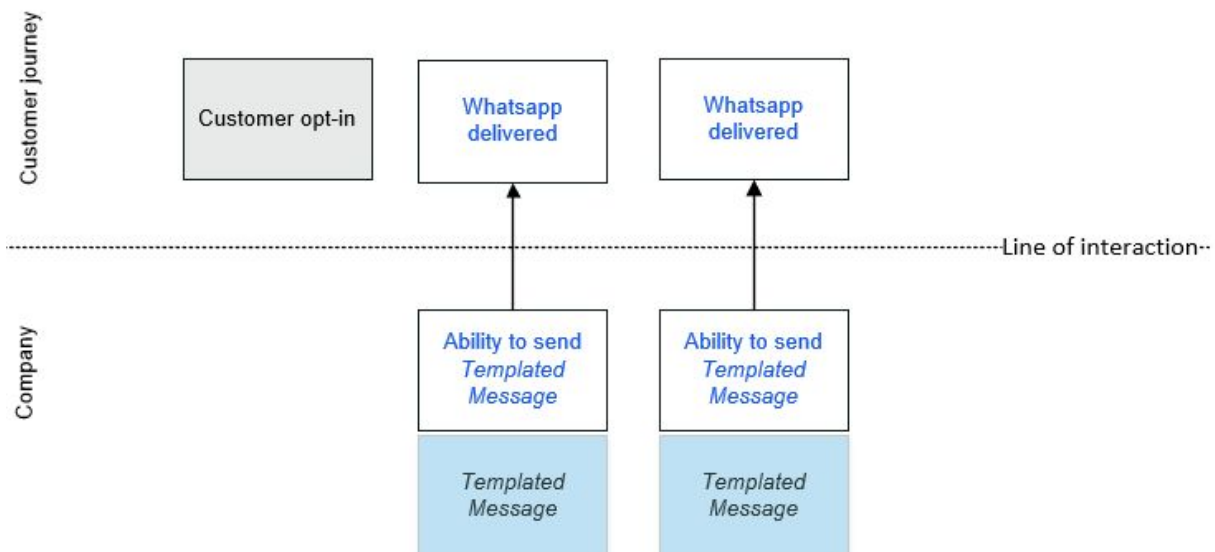 Customer journey
Customer opt-in
Whatsapp
delivered
Whatsapp
delivered
Line of interaction
Company
Ability to send
Templated
Message
Ability to send
Templated
Message
Templated
Message
Templated
Message